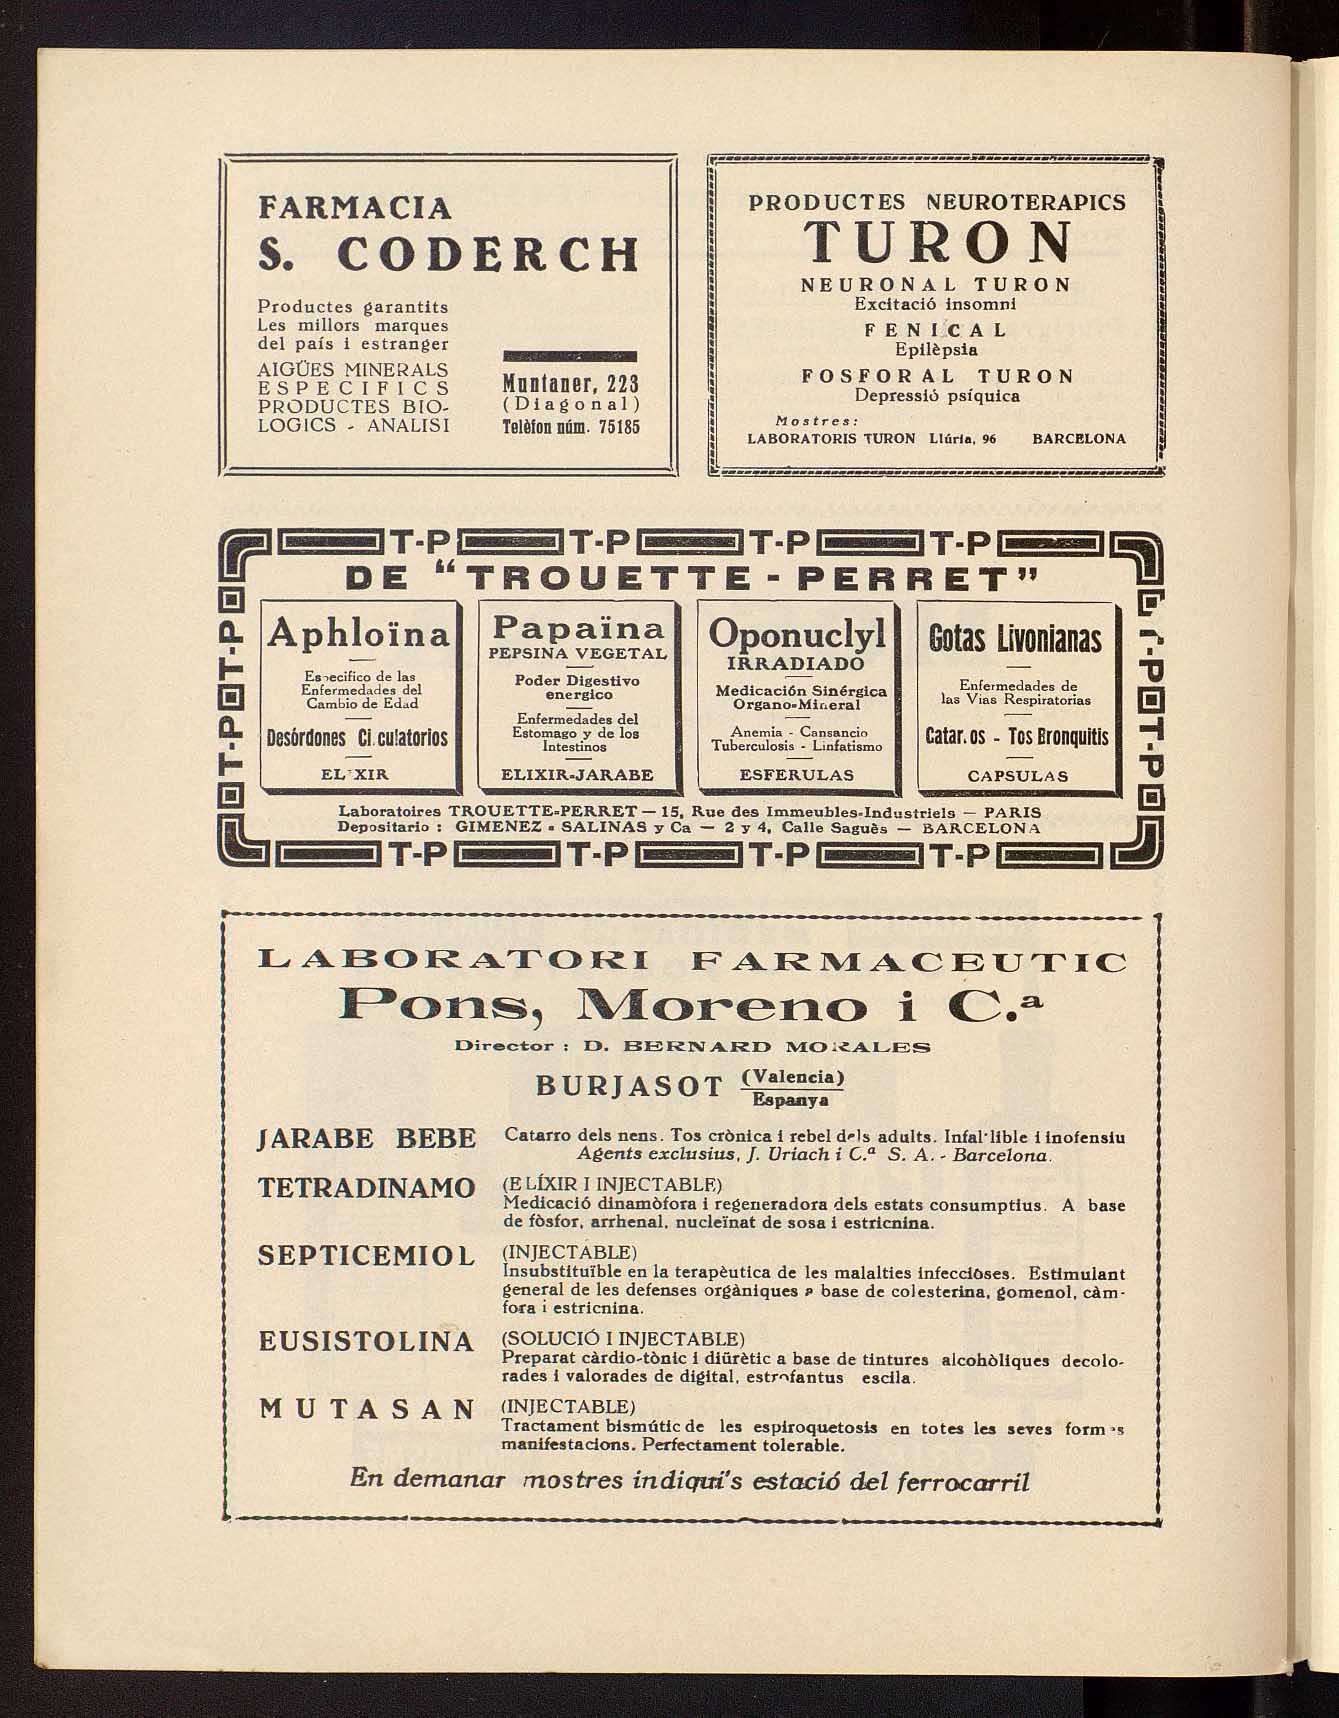 FARMACIA
S. CODERCH
Productes garantits
Les millors marques
del país i estranger
AIGÜES MINERALS
ESPECIFICS
PRODUCTES BIO-
LOGICS - ANALISI
Muntaner, 223
(Diagonal)
Telèfon núm. 75185
PRODUCTES NEUROTERAPICS
TURON
NEURONAL TURON
Excitació insomni
FENICAL
Epilèpsia
FOSFORAL TURON
Depressió psíquica
Mostres:
LABORATORIS TURON Llúria, 96 BARCELONA
T-P T-P T-P T-P
DE "TROUETTE-PERRET"
T-P T-P
Aphloïna
Especifico de las
Enfermedades del
Cambio de Edad
Desórdones Ci.culatorios
EL XIR
Papaïna
PEPSINA VEGETAL
Poder Digestivo
energico
Enfermedades del
Estomago y de los
Intestinos
ELIXIR-JARABE
Oponuclyl
IRRADIADO
Medicación Sinérgica
Organo-Mineral
Anemia - Cansancio
Tuberculosis - Linfatismo
ESFERULAS
Gotas Livonianas
Enfermedades de
las Vias Respiratorias
Catar.os - Tos Bronquitis
CAPSULAS
T-P T-P
Laboratoires TROUETTE-PERRET — 15, Rue des Immeubles-Industriels — PARIS
Depositario : GIMENEZ - SALINAS y Ca — 2 y 4, Calle Saguès — BARCELONA
T-P T-P T-P T-P
LABORATORI FARMACEUTIC
Pons, Moreno i C.ª
Director : D. BERNARD MORALES
BURJASOT (Valencia)
Espanya
JARABE BEBE Catarro dels nens. Tos crònica i rebel dels adults. Infal·lible i inofensiu
Agents exclusius, J. Uriach i C.ª S. A. - Barcelona.
TETRADINAMO (ELÍXIR I INJECTABLE)
Medicació dinamòfora i regeneradora dels estats consumptius. A base
de fòsfor, arrhenal, nucleïnat de sosa i estricnina.
SEPTICEMIOL (INJECTABLE)
Insubstituïble en la terapèutica de les malalties infeccioses. Estimulant
general de les defenses orgàniques a base de colesterina, gomenol, càm-
fora i estricnina.
EUSISTOLINA (SOLUCIÓ I INJECTABLE)
Preparat càrdio-tònic i diürètic a base de tintures alcohòliques decolo-
rades i valorades de digital, estrofantus escila.
MUTASAN (INJECTABLE)
Tractament bismútic de les espiroquetosis en totes les seves formes
manifestacions. Perfectament tolerable.
En demanar mostres indiqui's estació del ferrocarril